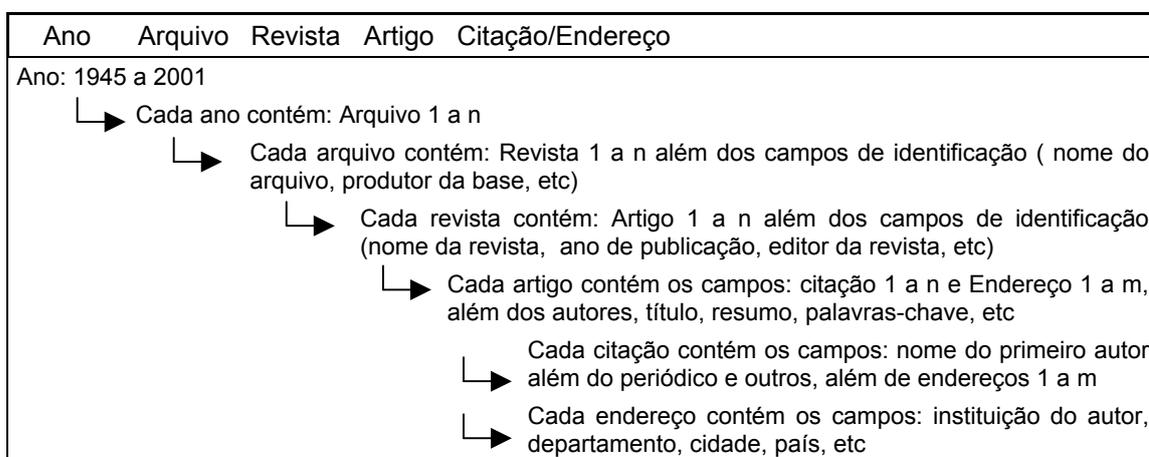 Ano Arquivo Revista Artigo Citação/Endereço
Ano: 1945 a 2001
Cada ano contém: Arquivo 1 a n
Cada arquivo contém: Revista 1 a n além dos campos de identificação ( nome do
arquivo, produtor da base, etc)
Cada revista contém: Artigo 1 a n além dos campos de identificação
(nome da revista, ano de publicação, editor da revista, etc)
Cada artigo contém os campos: citação 1 a n e Endereço 1 a m,
além dos autores, título, resumo, palavras-chave, etc
Cada citação contém os campos: nome do primeiro autor
além do periódico e outros, além de endereços 1 a m
Cada endereço contém os campos: instituição do autor,
departamento, cidade, país, etc